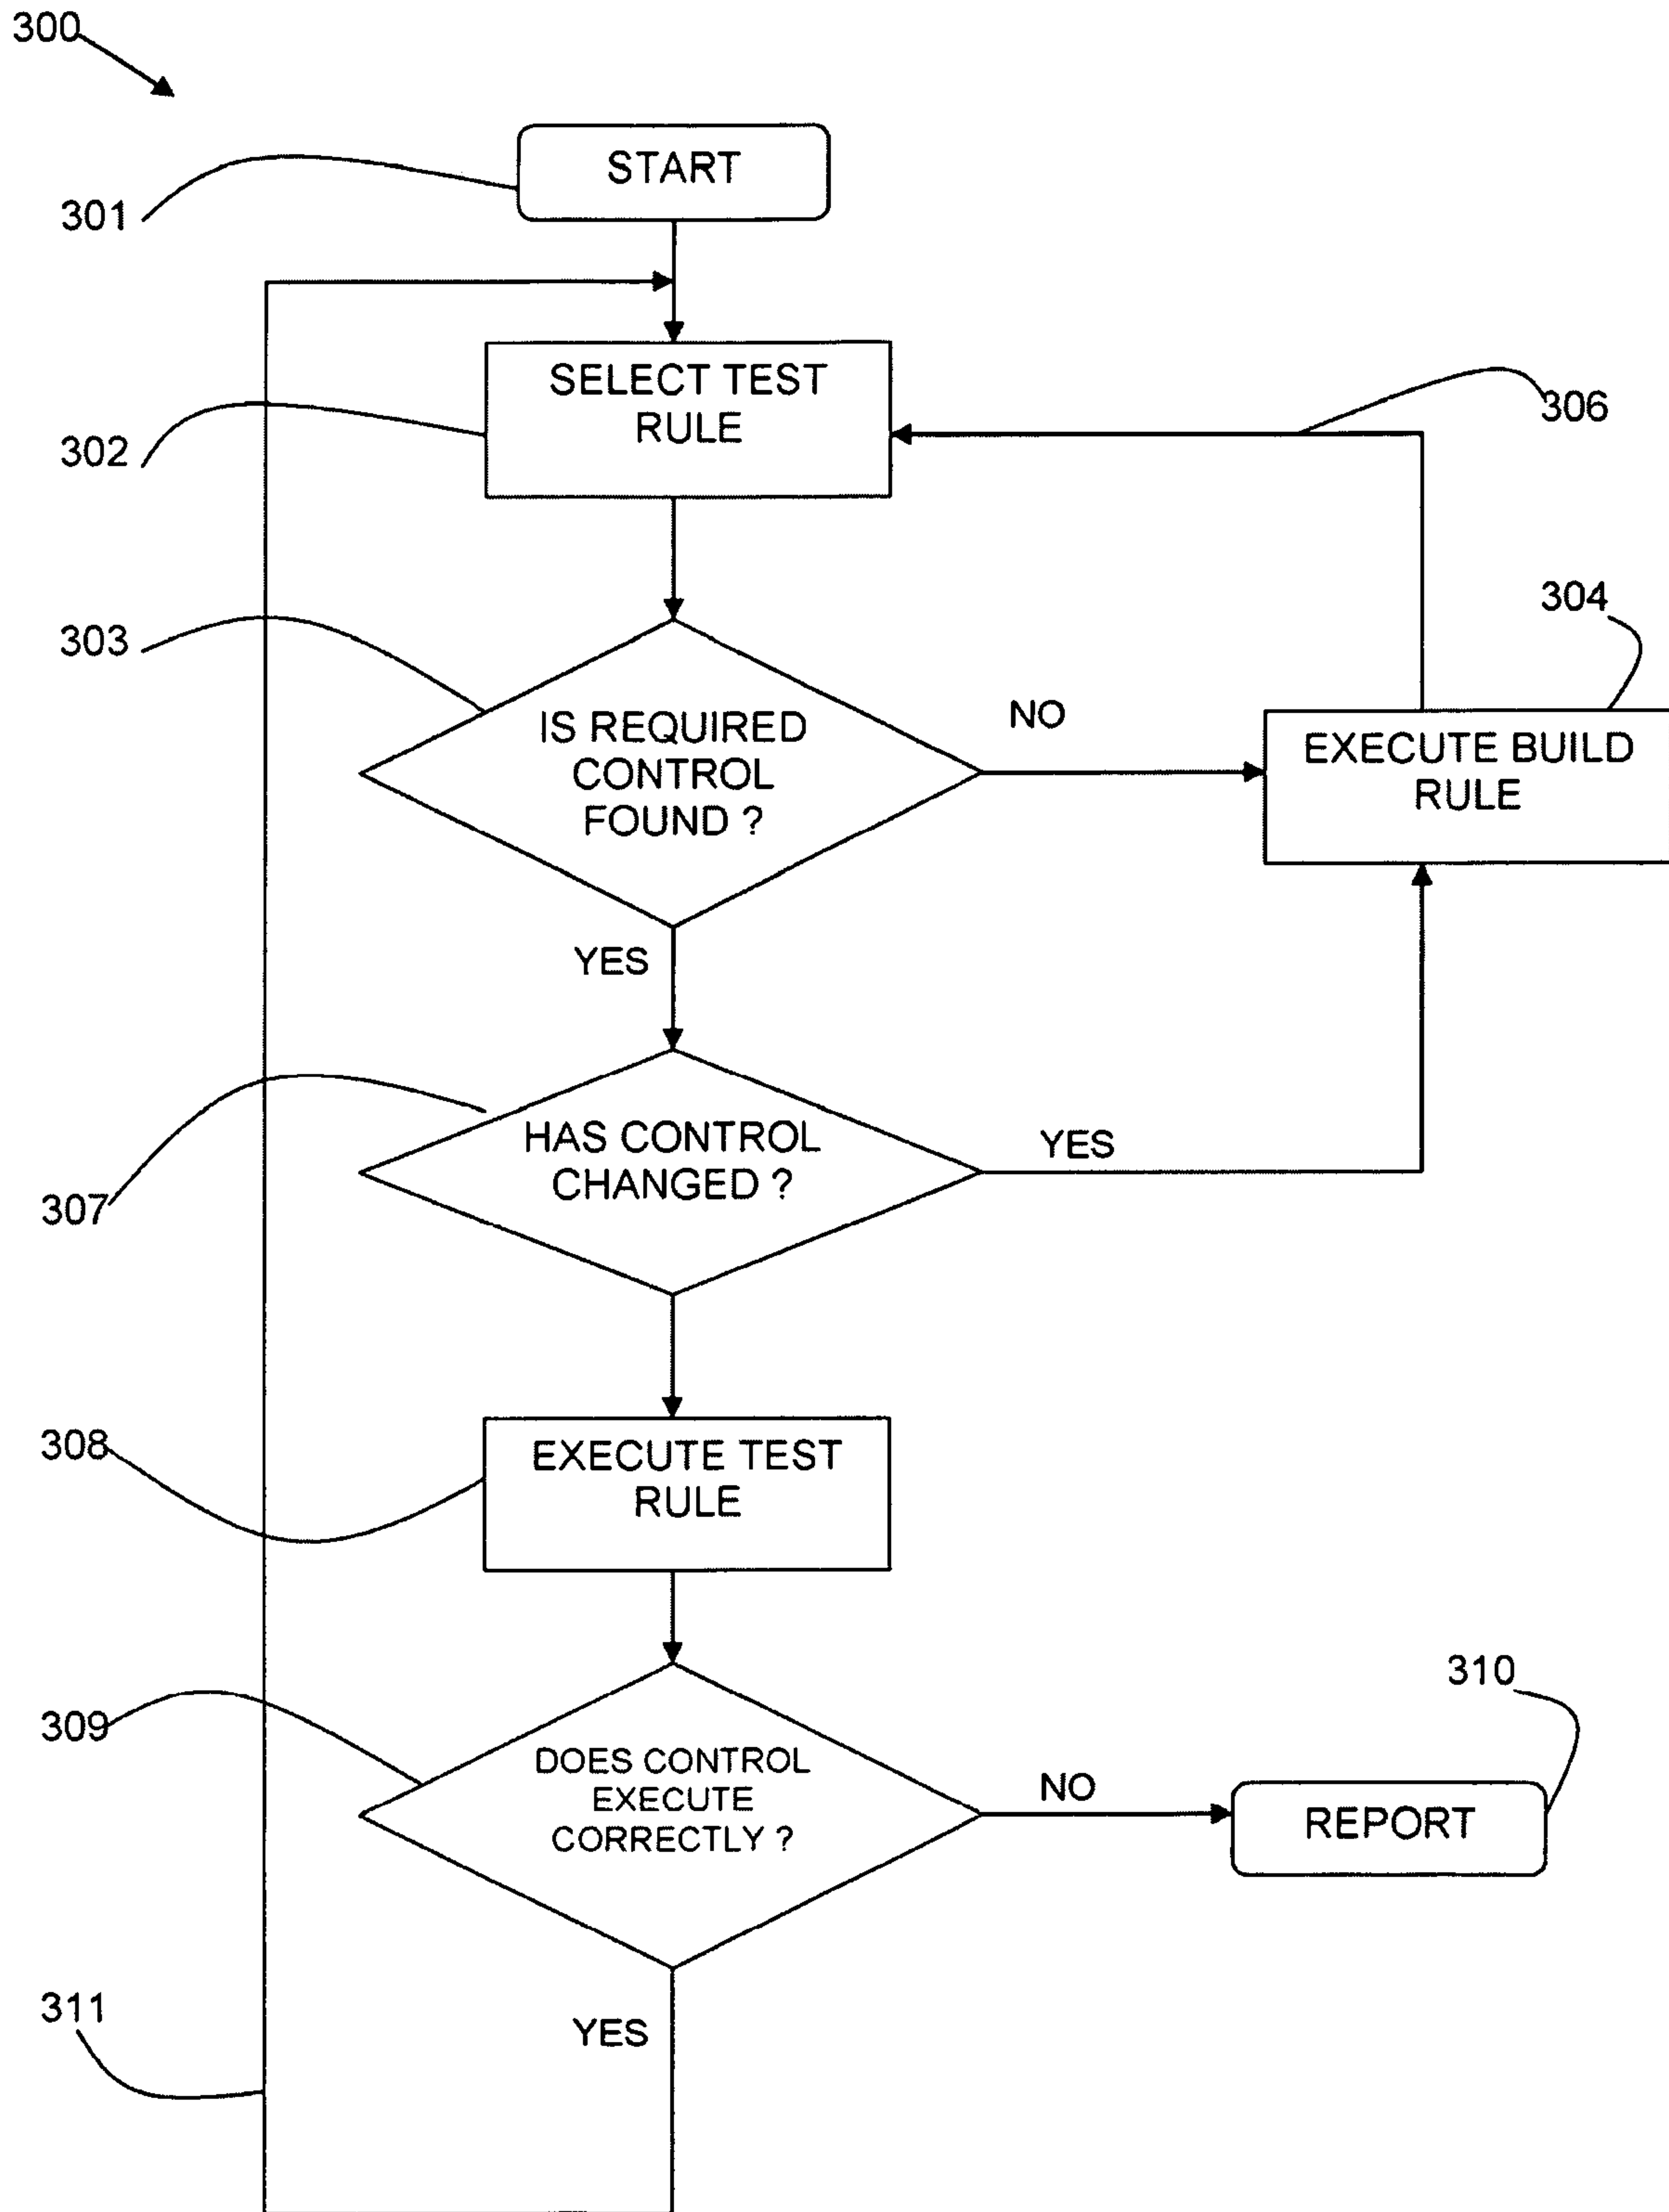 300
START
301
SELECT TEST
RULE
306
302
304
303
IS REQUIRED
CONTROL
FOUND ?
NO
EXECUTE BUILD
RULE
YES
HAS CONTROL
CHANGED ?
YES
307
308
EXECUTE TEST
RULE
310
309
DOES CONTROL
EXECUTE
CORRECTLY ?
NO
REPORT
311
YES